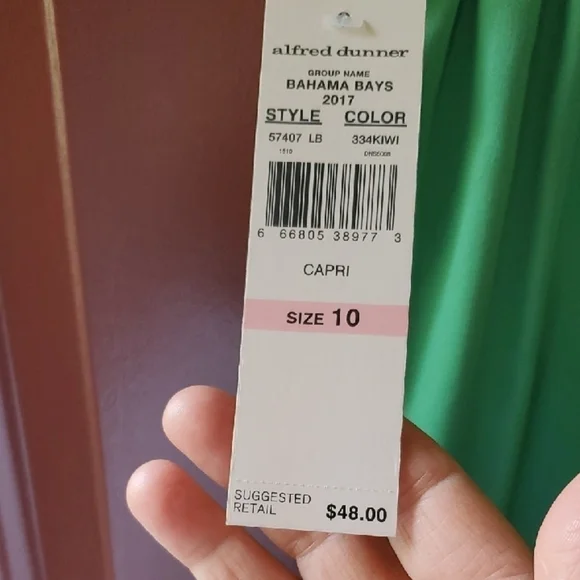 alfred dunner
GROUP NAME
BAHAMA BAYS
2017
STYLE COLOR
57407 LB 334KIWI
1510
6 66805 38977 3
CAPRI
SIZE 10
SUGGESTED
RETAIL $48.00